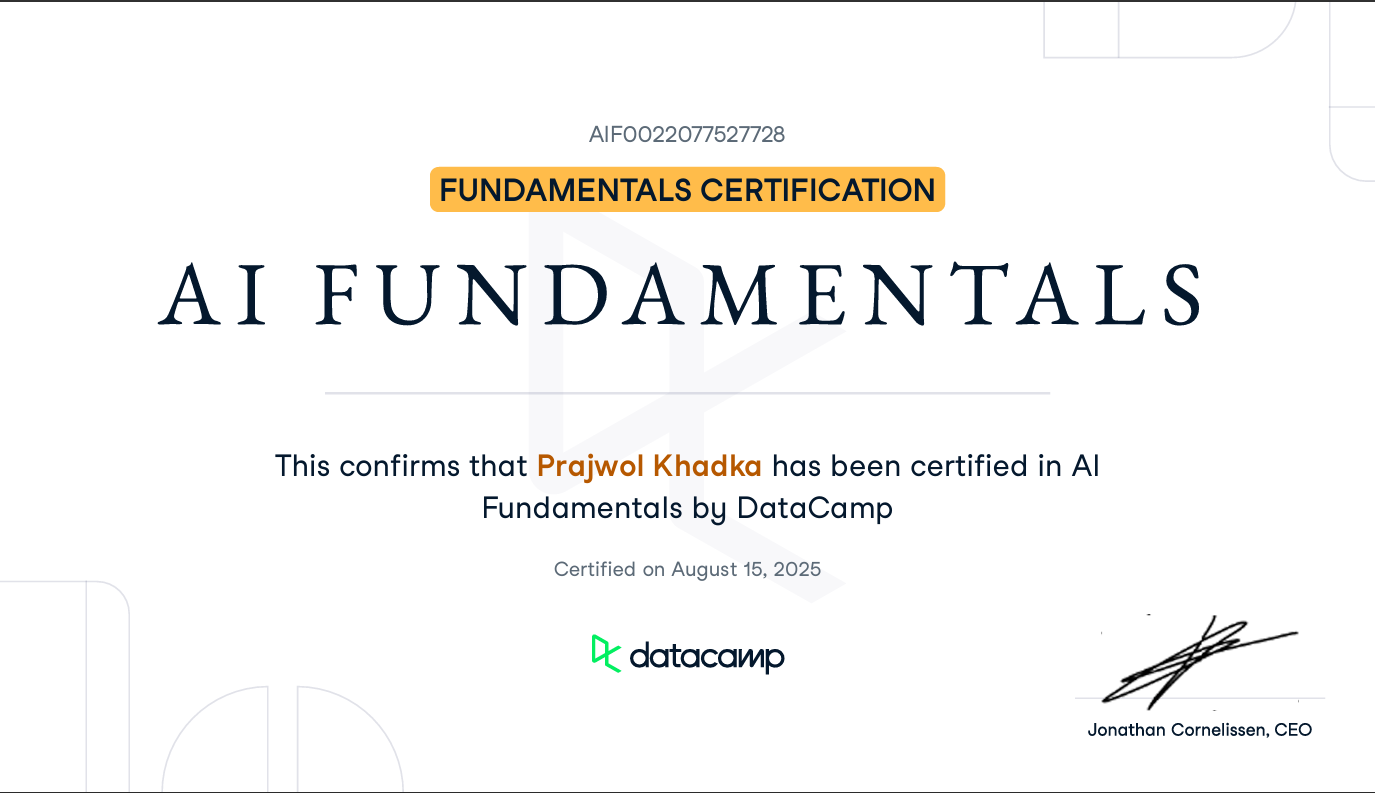 AIF0022077527728
FUNDAMENTALS CERTIFICATION
AI FUNDAMENTALS
This confirms that Prajwol Khadka has been certified in AI
Fundamentals by DataCamp
Certified on August 15, 2025
datacamp
Jonathan Cornelissen, CEO